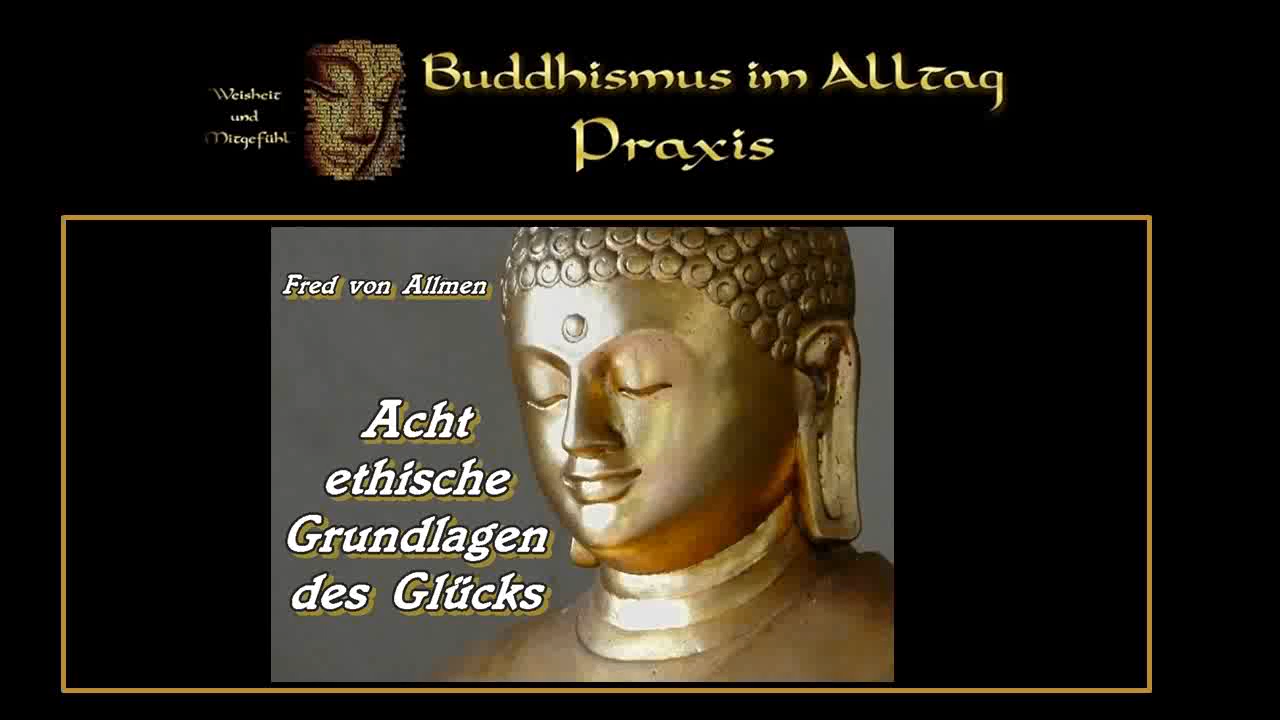 Weisheit
und
Mitgefühl
Buddhismus im Alltag
Praxis
Fred von Allmen
Acht
ethische
Grundlagen
des Glücks